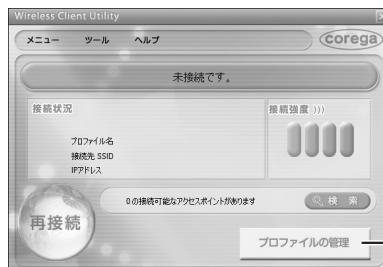 Wireless Client Utility
メニュー ツール ヘルプ corega
未接続です。
接続状況 接続強度 )))
プロファイル名
接続先 SSID
IPアドレス
0の接続可能なアクセスポイントがあります 検 索
再接続
プロファイルの管理